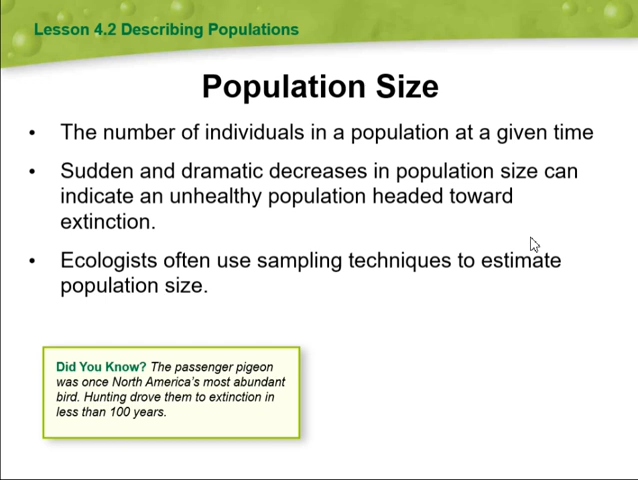 Lesson 4.2 Describing Populations
Population Size
• The number of individuals in a population at a given time
• Sudden and dramatic decreases in population size can
indicate an unhealthy population headed toward
extinction.
• Ecologists often use sampling techniques to estimate
population size.
Did You Know? The passenger pigeon
was once North America's most abundant
bird. Hunting drove them to extinction in
less than 100 years.